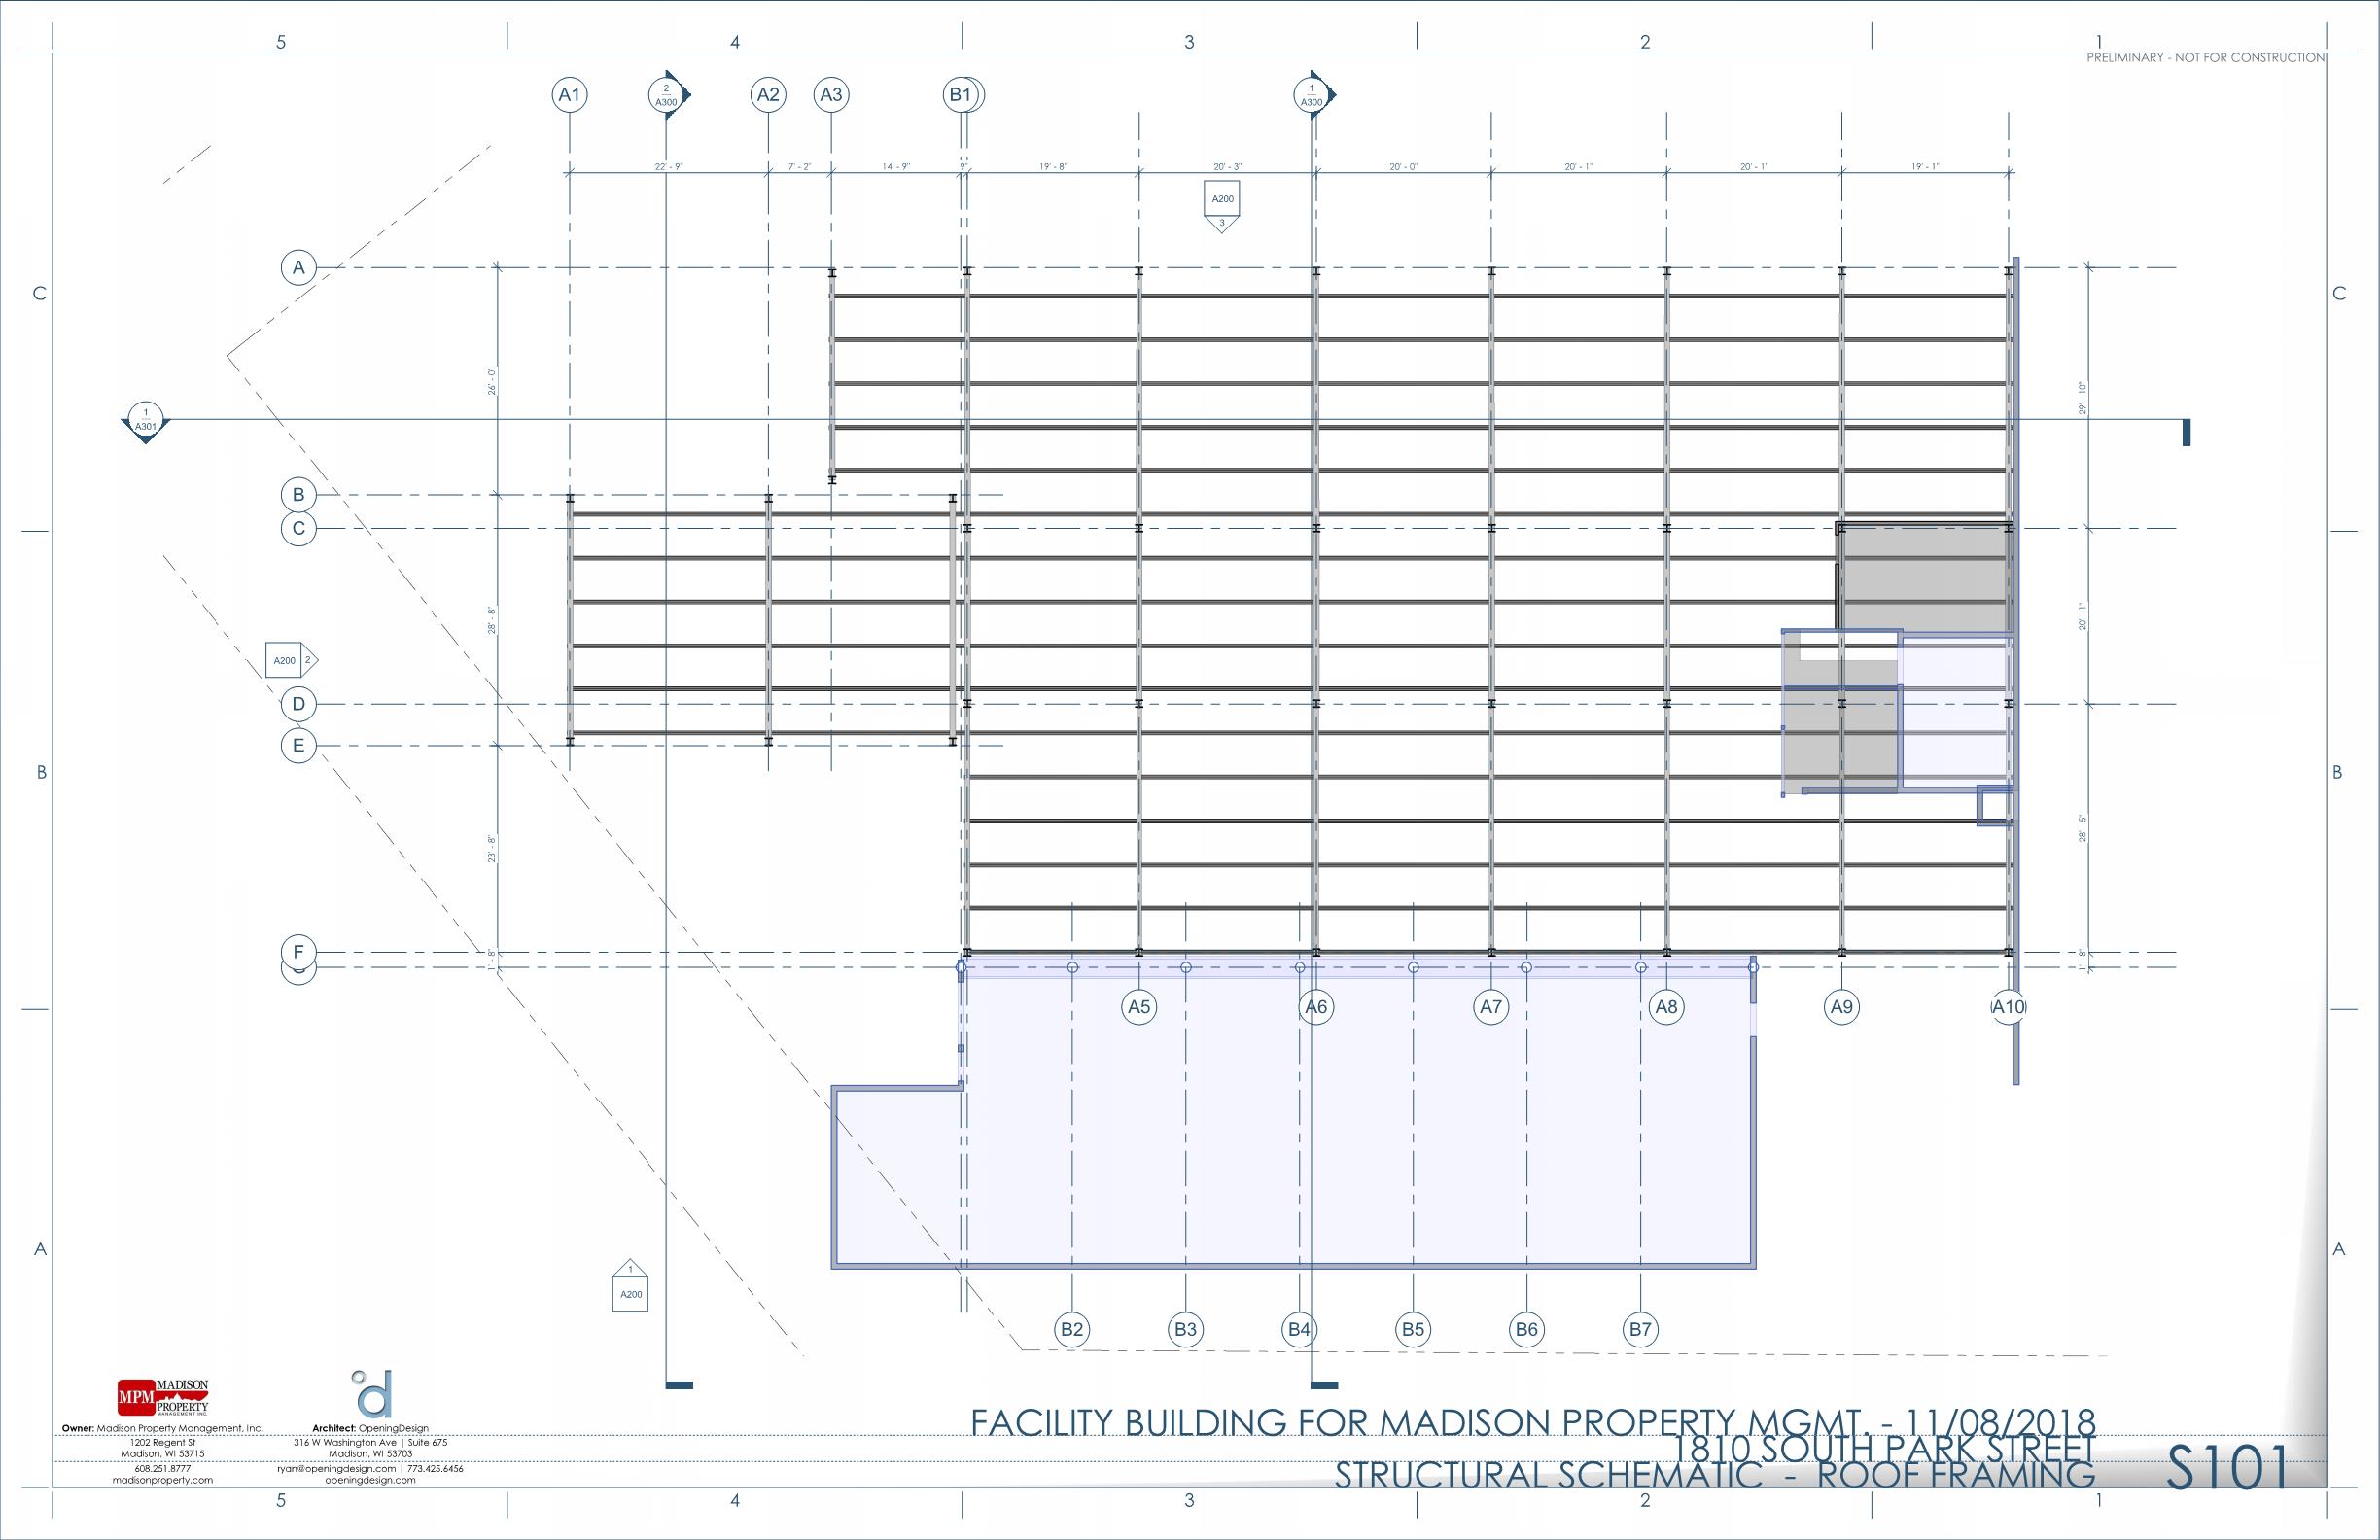 5
4
3
2
1
PRELIMINARY - NOT FOR CONSTRUCTION
A1
2
A300
A2
A3
B1
1
A300
22' - 9"
7' - 2"
14' - 9"
9"
19' - 8"
20' - 3"
20' - 0"
20' - 1"
20' - 1"
19' - 1"
A200
3
A
C
C
26' - 0"
29' - 10"
1
A301
B
C
28' - 8"
20' - 1"
A200
2
D
E
B
B
23' - 8"
28' - 5"
F
1' - 8"
1' - 8"
A5
A6
A7
A8
A9
A10
A
A
1
A200
B2
B3
B4
B5
B6
B7
MPM
MADISON
PROPERTY
MANAGEMENT INC.
d
Owner: Madison Property Management, Inc.
1202 Regent St
Madison, WI 53715
608.251.8777
madisonproperty.com
Architect: OpeningDesign
316 W Washington Ave | Suite 675
Madison, WI 53703
ryan@openingdesign.com | 773.425.6456
openingdesign.com
FACILITY BUILDING FOR MADISON PROPERTY MGMT. - 11/08/2018
1810 SOUTH PARK STREET
STRUCTURAL SCHEMATIC - ROOF FRAMING
S101
5
4
3
2
1